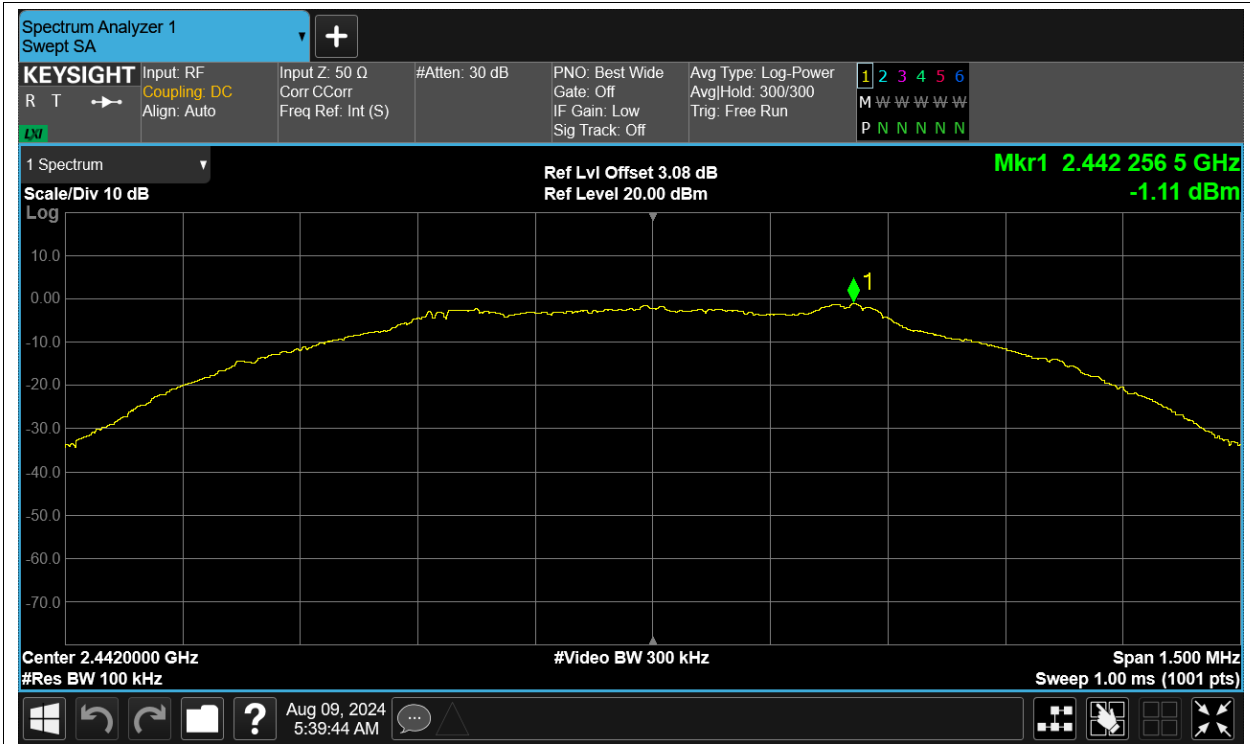 Spectrum Analyzer 1
Swept SA
KEYSIGHT
R T
LXI
Input: RF
Coupling: DC
Align: Auto
Input Z: 50 Ω
Corr CCorr
Freq Ref: Int (S)
#Atten: 30 dB
PNO: Best Wide
Gate: Off
IF Gain: Low
Sig Track: Off
Avg Type: Log-Power
Avg|Hold: 300/300
Trig: Free Run
1 2 3 4 5 6
M W W W W W
P N N N N N
1 Spectrum
Scale/Div 10 dB
Log
Ref Lvl Offset 3.08 dB
Ref Level 20.00 dBm
Mkr1 2.442 256 5 GHz
-1.11 dBm
10.0
0.00
-10.0
-20.0
-30.0
-40.0
-50.0
-60.0
-70.0
1
Center 2.4420000 GHz
#Res BW 100 kHz
#Video BW 300 kHz
Span 1.500 MHz
Sweep 1.00 ms (1001 pts)
?
Aug 09, 2024
5:39:44 AM